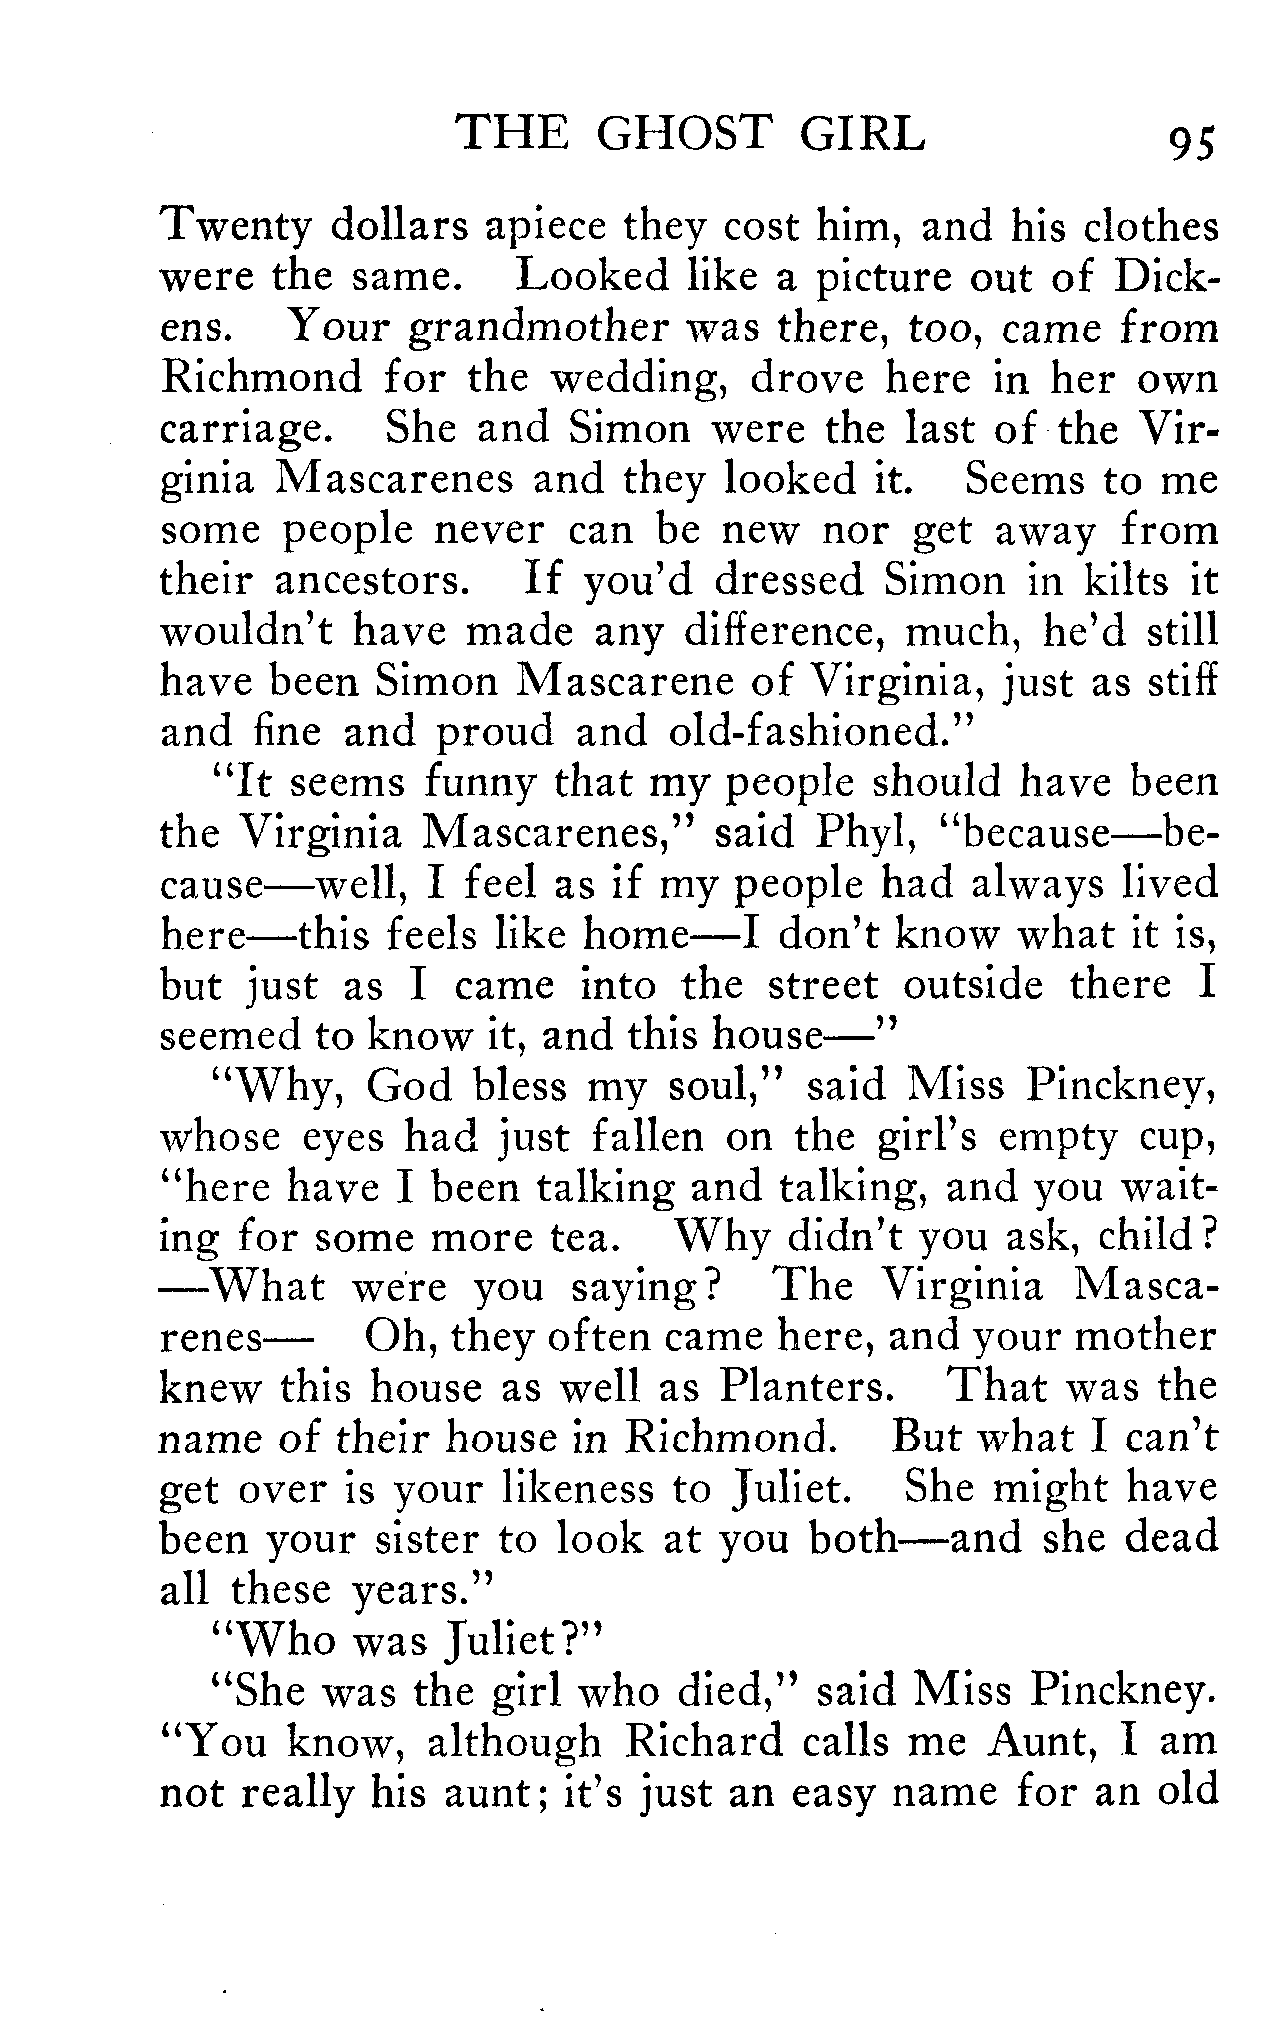 THE GHOST GIRL 95
Twenty dollars apiece they cost him, and his clothes
were the same. Looked like a picture out of Dick-
ens. Your grandmother was there, too, came from
Richmond for the wedding, drove here in her own
carriage. She and Simon were the last of the Vir-
ginia Mascarenes and they looked it. Seems to me
some people never can be new nor get away from
their ancestors. If you'd dressed Simon in kilts it
wouldn't have made any difference, much, he'd still
have been Simon Mascarene of Virginia, just as stiff
and fine and proud and old-fashioned."
"It seems funny that my people should have been
the Virginia Mascarenes," said Phyl, "because—be-
cause—well, I feel as if my people had always lived
here—this feels like home—I don't know what it is,
but just as I came into the street outside there I
seemed to know it, and this house—"
"Why, God bless my soul," said Miss Pinckney,
whose eyes had just fallen on the girl's empty cup,
"here have I been talking and talking, and you wait-
ing for some more tea. Why didn't you ask, child?
—What were you saying? The Virginia Masca-
renes— Oh, they often came here, and your mother
knew this house as well as Planters. That was the
name of their house in Richmond. But what I can't
get over is your likeness to Juliet. She might have
been your sister to look at you both—and she dead
all these years."
"Who was Juliet?"
"She was the girl who died," said Miss Pinckney.
"You know, although Richard calls me Aunt, I am
not really his aunt; it's just an easy name for an old